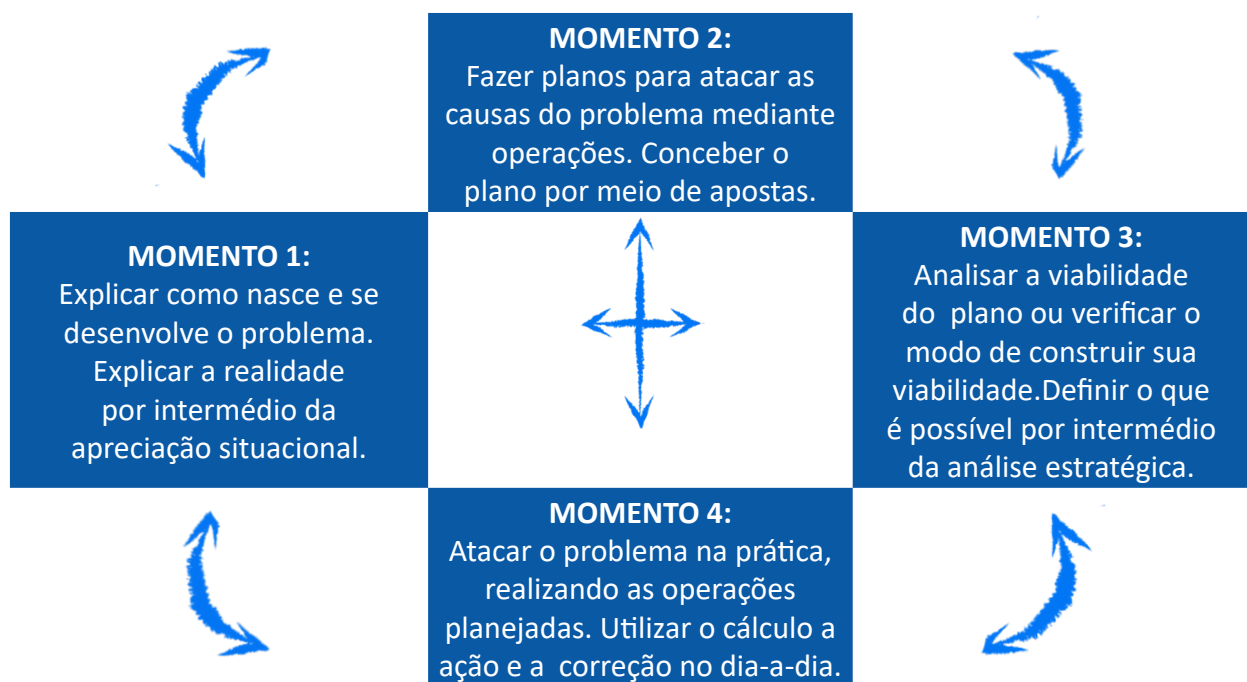 MOMENTO 2:
Fazer planos para atacar as
causas do problema mediante
operações. Conceber o
plano por meio de apostas.
MOMENTO 1:
Explicar como nasce e se
desenvolve o problema.
Explicar a realidade
por intermédio da
apreciação situacional.
MOMENTO 3:
Analisar a viabilidade
do  plano ou verificar o
modo de construir sua
viabilidade.Definir o que
é possível por intermédio
da análise estratégica.
MOMENTO 4:
Atacar o problema na prática,
realizando as operações
planejadas. Utilizar o cálculo a
ação e a  correção no dia-a-dia.